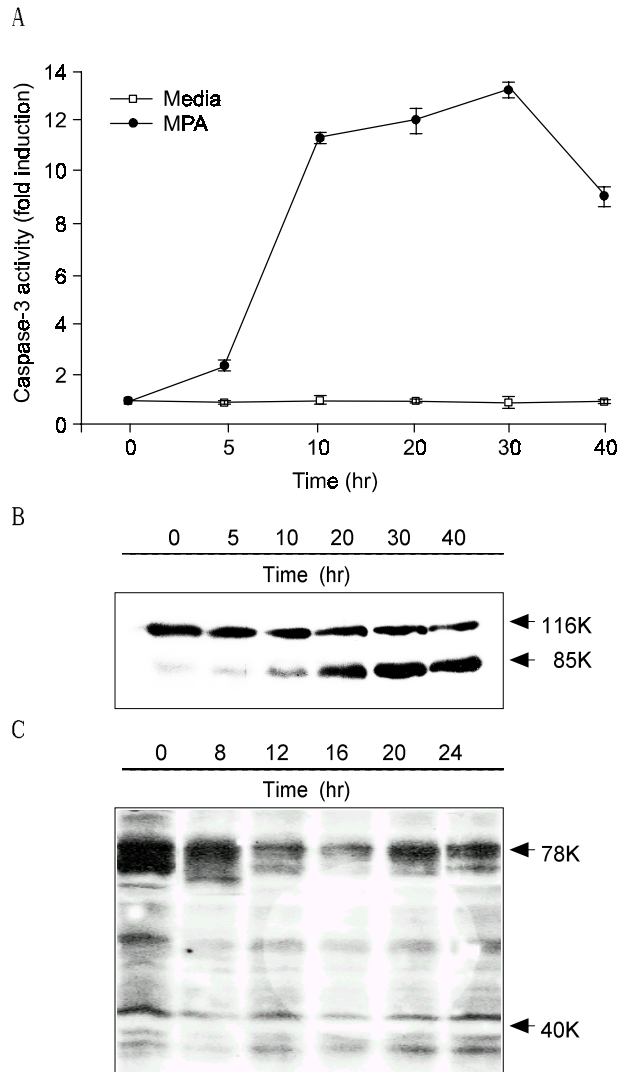 A
14
12
10
8
6
4
2
0
Caspase-3 activity (fold induction)
Media
MPA
0 5 10 20 30 40
Time (hr)
B
0 5 10 20 30 40
Time (hr)
116K
85K
C
0 8 12 16 20 24
Time (hr)
78K
40K